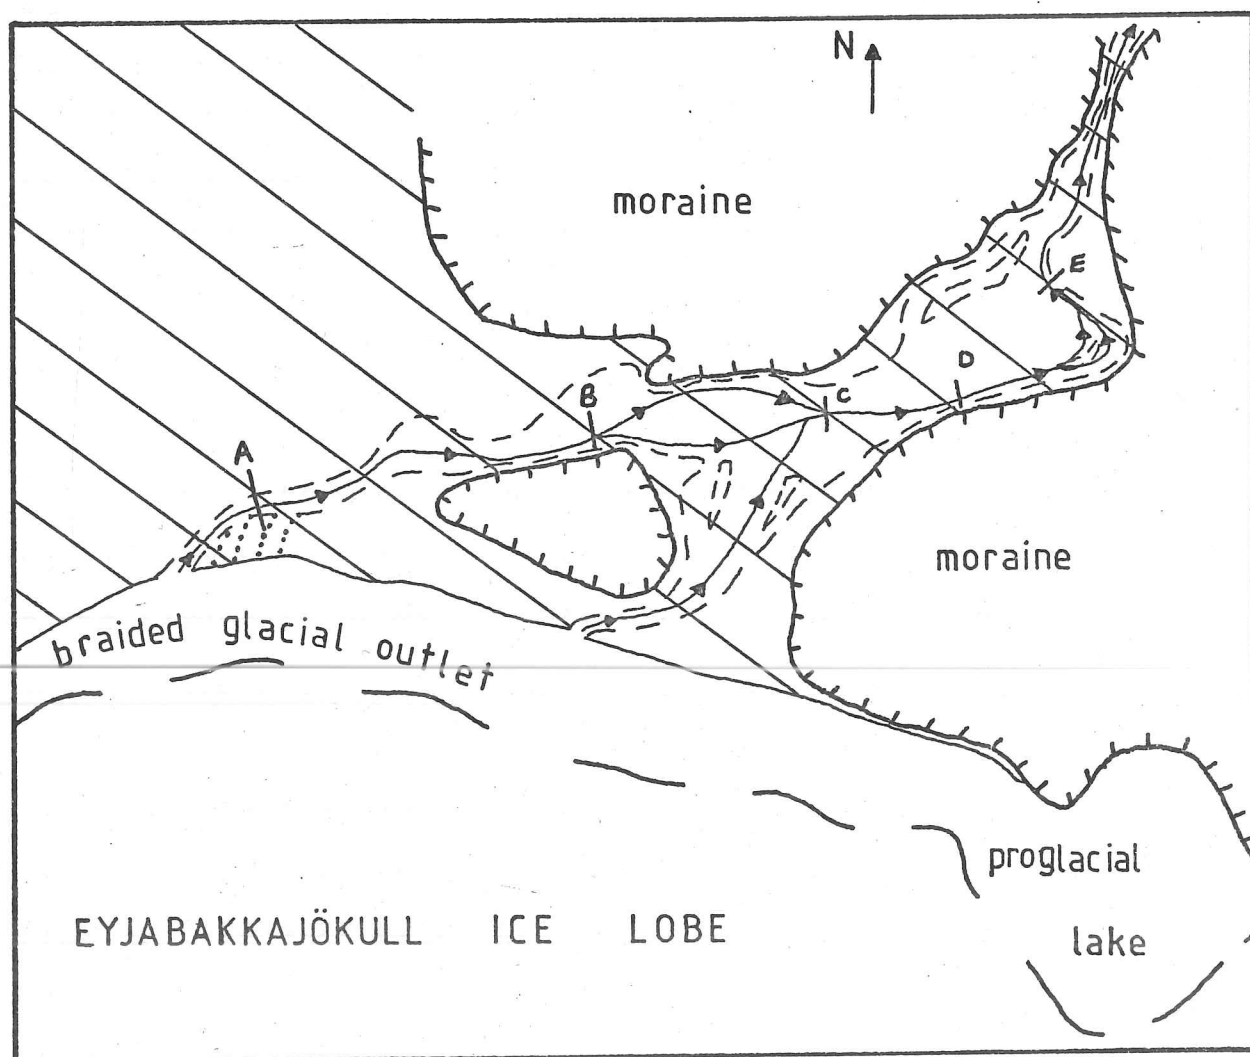 N
moraine
E
D
C
B
A
moraine
braided glacial outlet
proglacial
lake
EYJABAKKAJÖKULL ICE LOBE